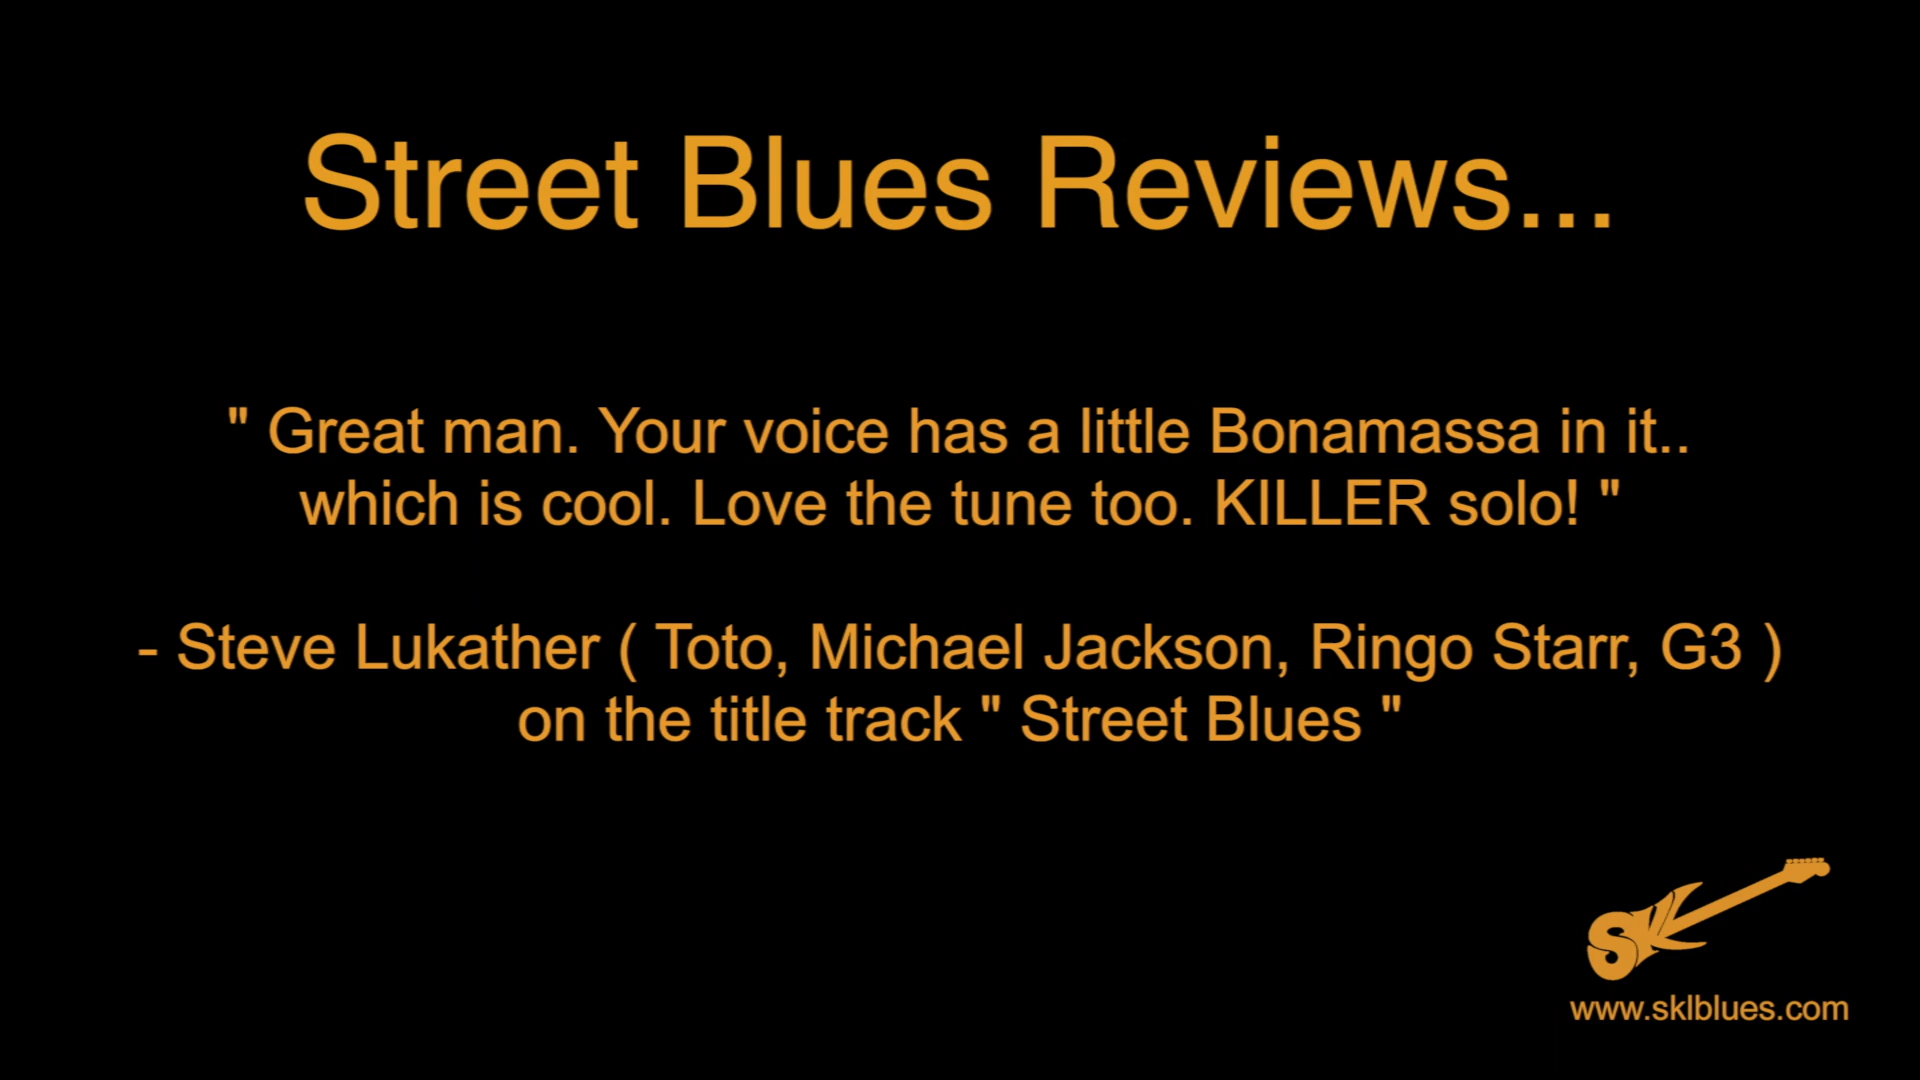 Street Blues Reviews...
" Great man. Your voice has a little Bonamassa in it..
which is cool. Love the tune too. KILLER solo! "
- Steve Lukather ( Toto, Michael Jackson, Ringo Starr, G3 )
on the title track " Street Blues "
SKL
www.sklblues.com